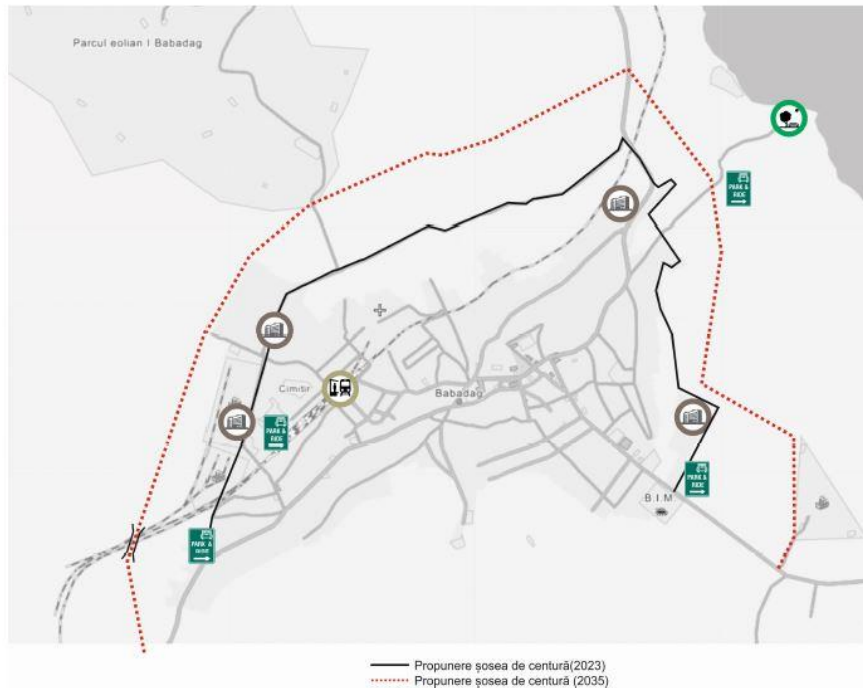 Parcul eolian I Babadag
PARK &
RIDE
Cimitir
Babadag
PARK &
RIDE
PARK &
RIDE
B.I.M.
PARK &
Propunere șosea de centură(2023)
Propunere șosea de centură (2035)